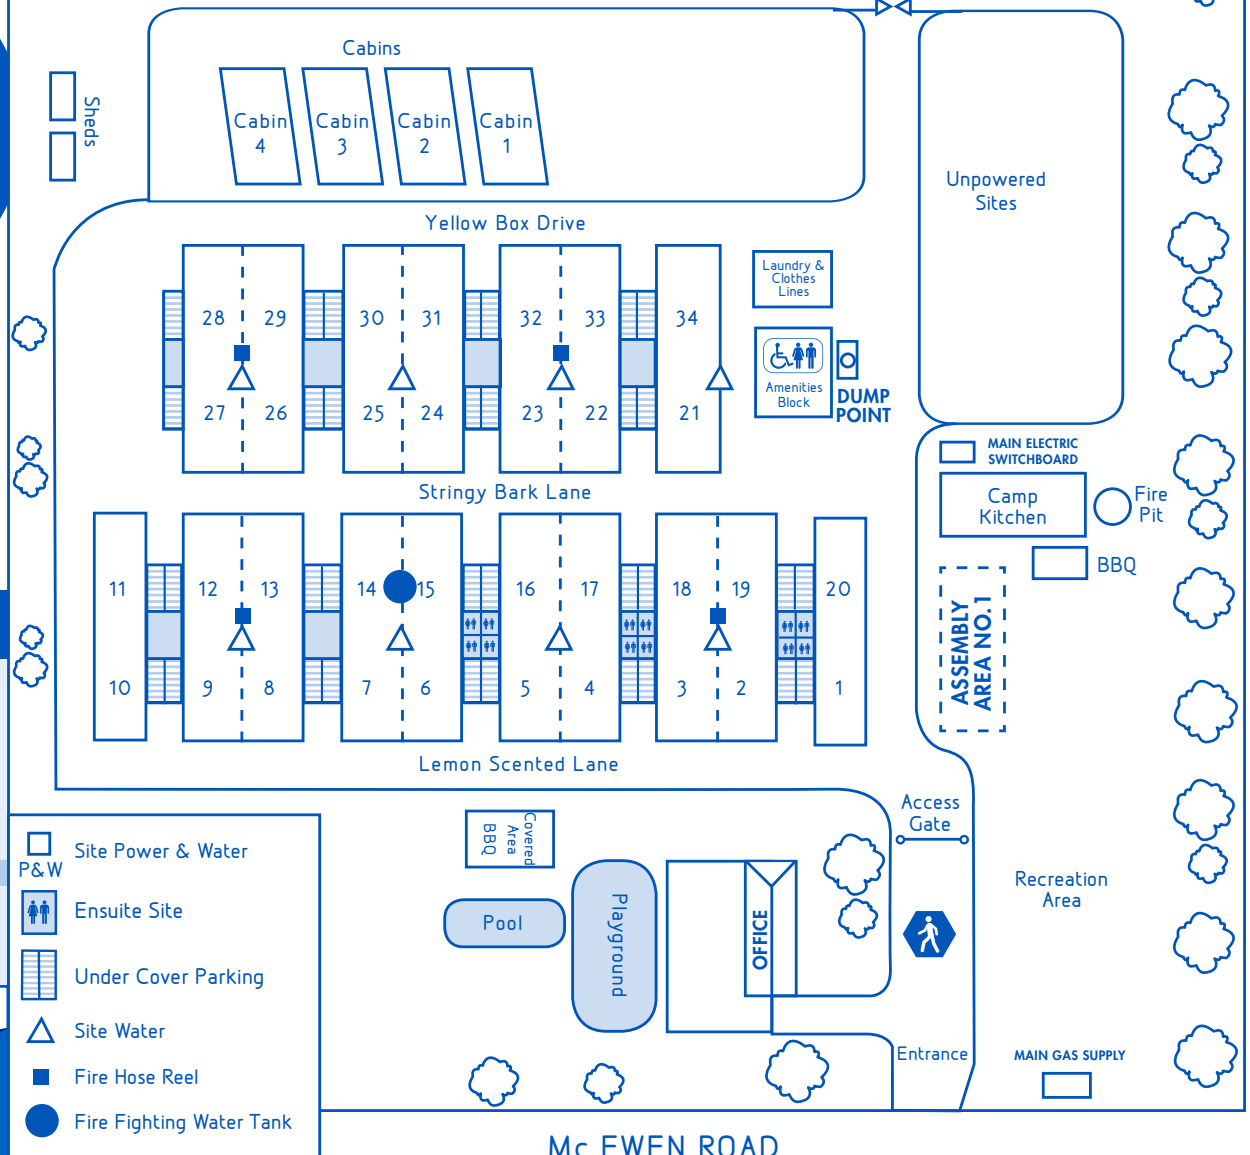 Cabins
Cabin
4
Cabin
3
Cabin
2
Cabin
1
Sheds
Unpowered
Sites
Yellow Box Drive
Laundry &
Clothes
Lines
28 29 30 31 32 33 34
27 26 25 24 23 22 21
Amenities
Block
DUMP
POINT
MAIN ELECTRIC
SWITCHBOARD
Stringy Bark Lane
Camp
Kitchen
Fire
Pit
BBQ
11 12 13 14 15 16 17 18 19 20
10 9 8 7 6 5 4 3 2 1
ASSEMBLY
AREA NO.1
Lemon Scented Lane
Access
Gate
Covered
Area
BBQ
Pool
Playground
OFFICE
Recreation
Area
Entrance
MAIN GAS SUPPLY
P&W
Site Power & Water
Ensuite Site
Under Cover Parking
Site Water
Fire Hose Reel
Fire Fighting Water Tank
Mc EWEN ROAD